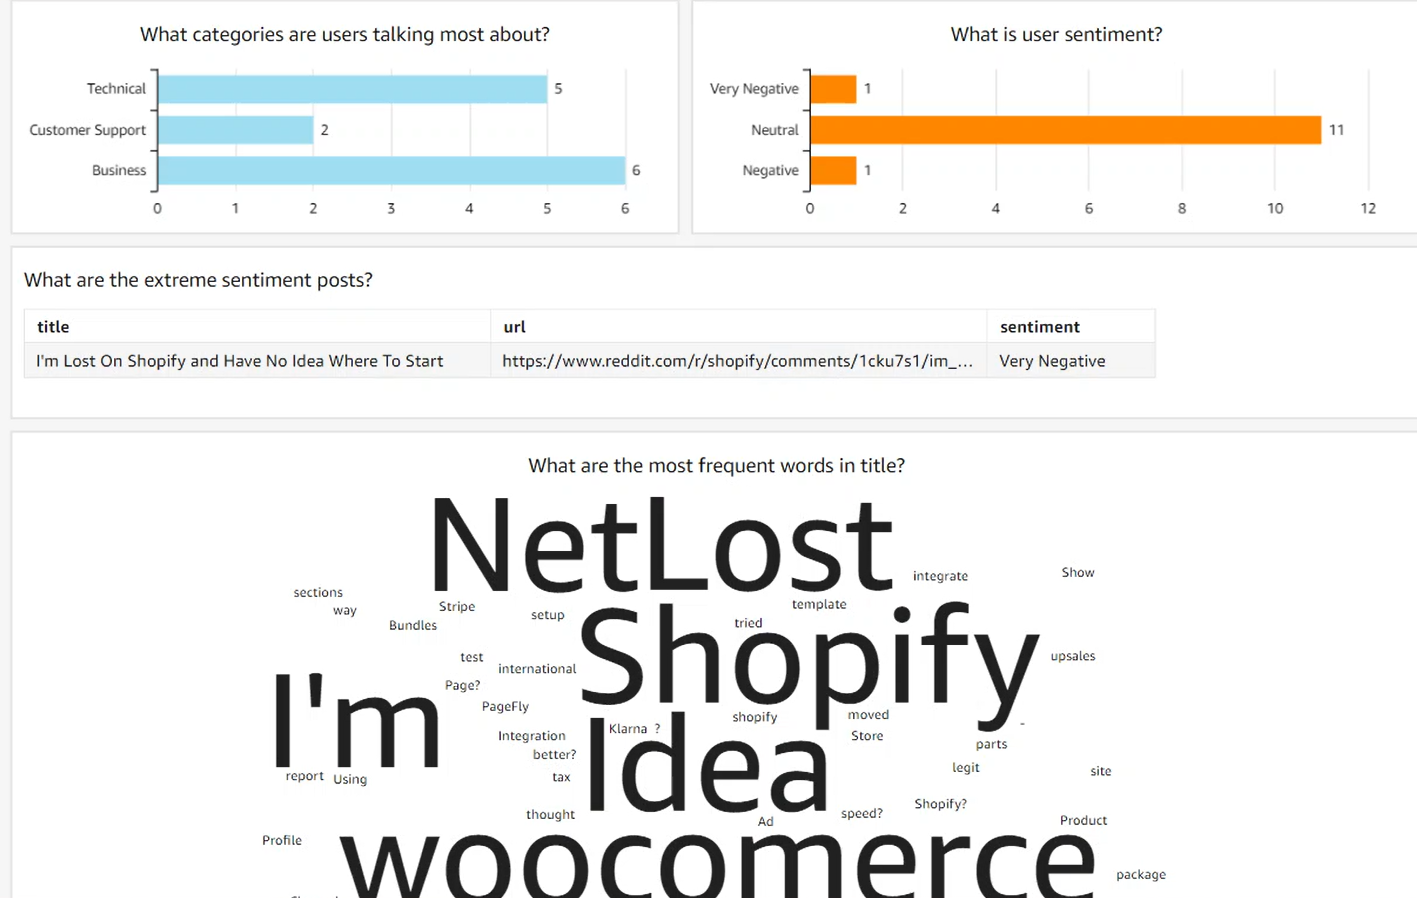 What categories are users talking most about?
Technical 5
Customer Support 2
Business 6
0 1 2 3 4 5 6
What is user sentiment?
Very Negative 1
Neutral 11
Negative 1
0 2 4 6 8 10 12
What are the extreme sentiment posts?
title url sentiment
I'm Lost On Shopify and Have No Idea Where To Start https://www.reddit.com/r/shopify/comments/1cku7s1/im_... Very Negative
What are the most frequent words in title?
NetLost
integrate
Show
sections
way
Stripe
Bundles
setup
template
tried
Shopify
test
international
upsales
Page?
PageFly
I'm
shopify
moved
-
Klarna ?
Integration
Store
better?
Idea
parts
legit
site
report
Using
tax
thought
Shopify?
speed?
Ad
Product
Profile
woocomerce
package